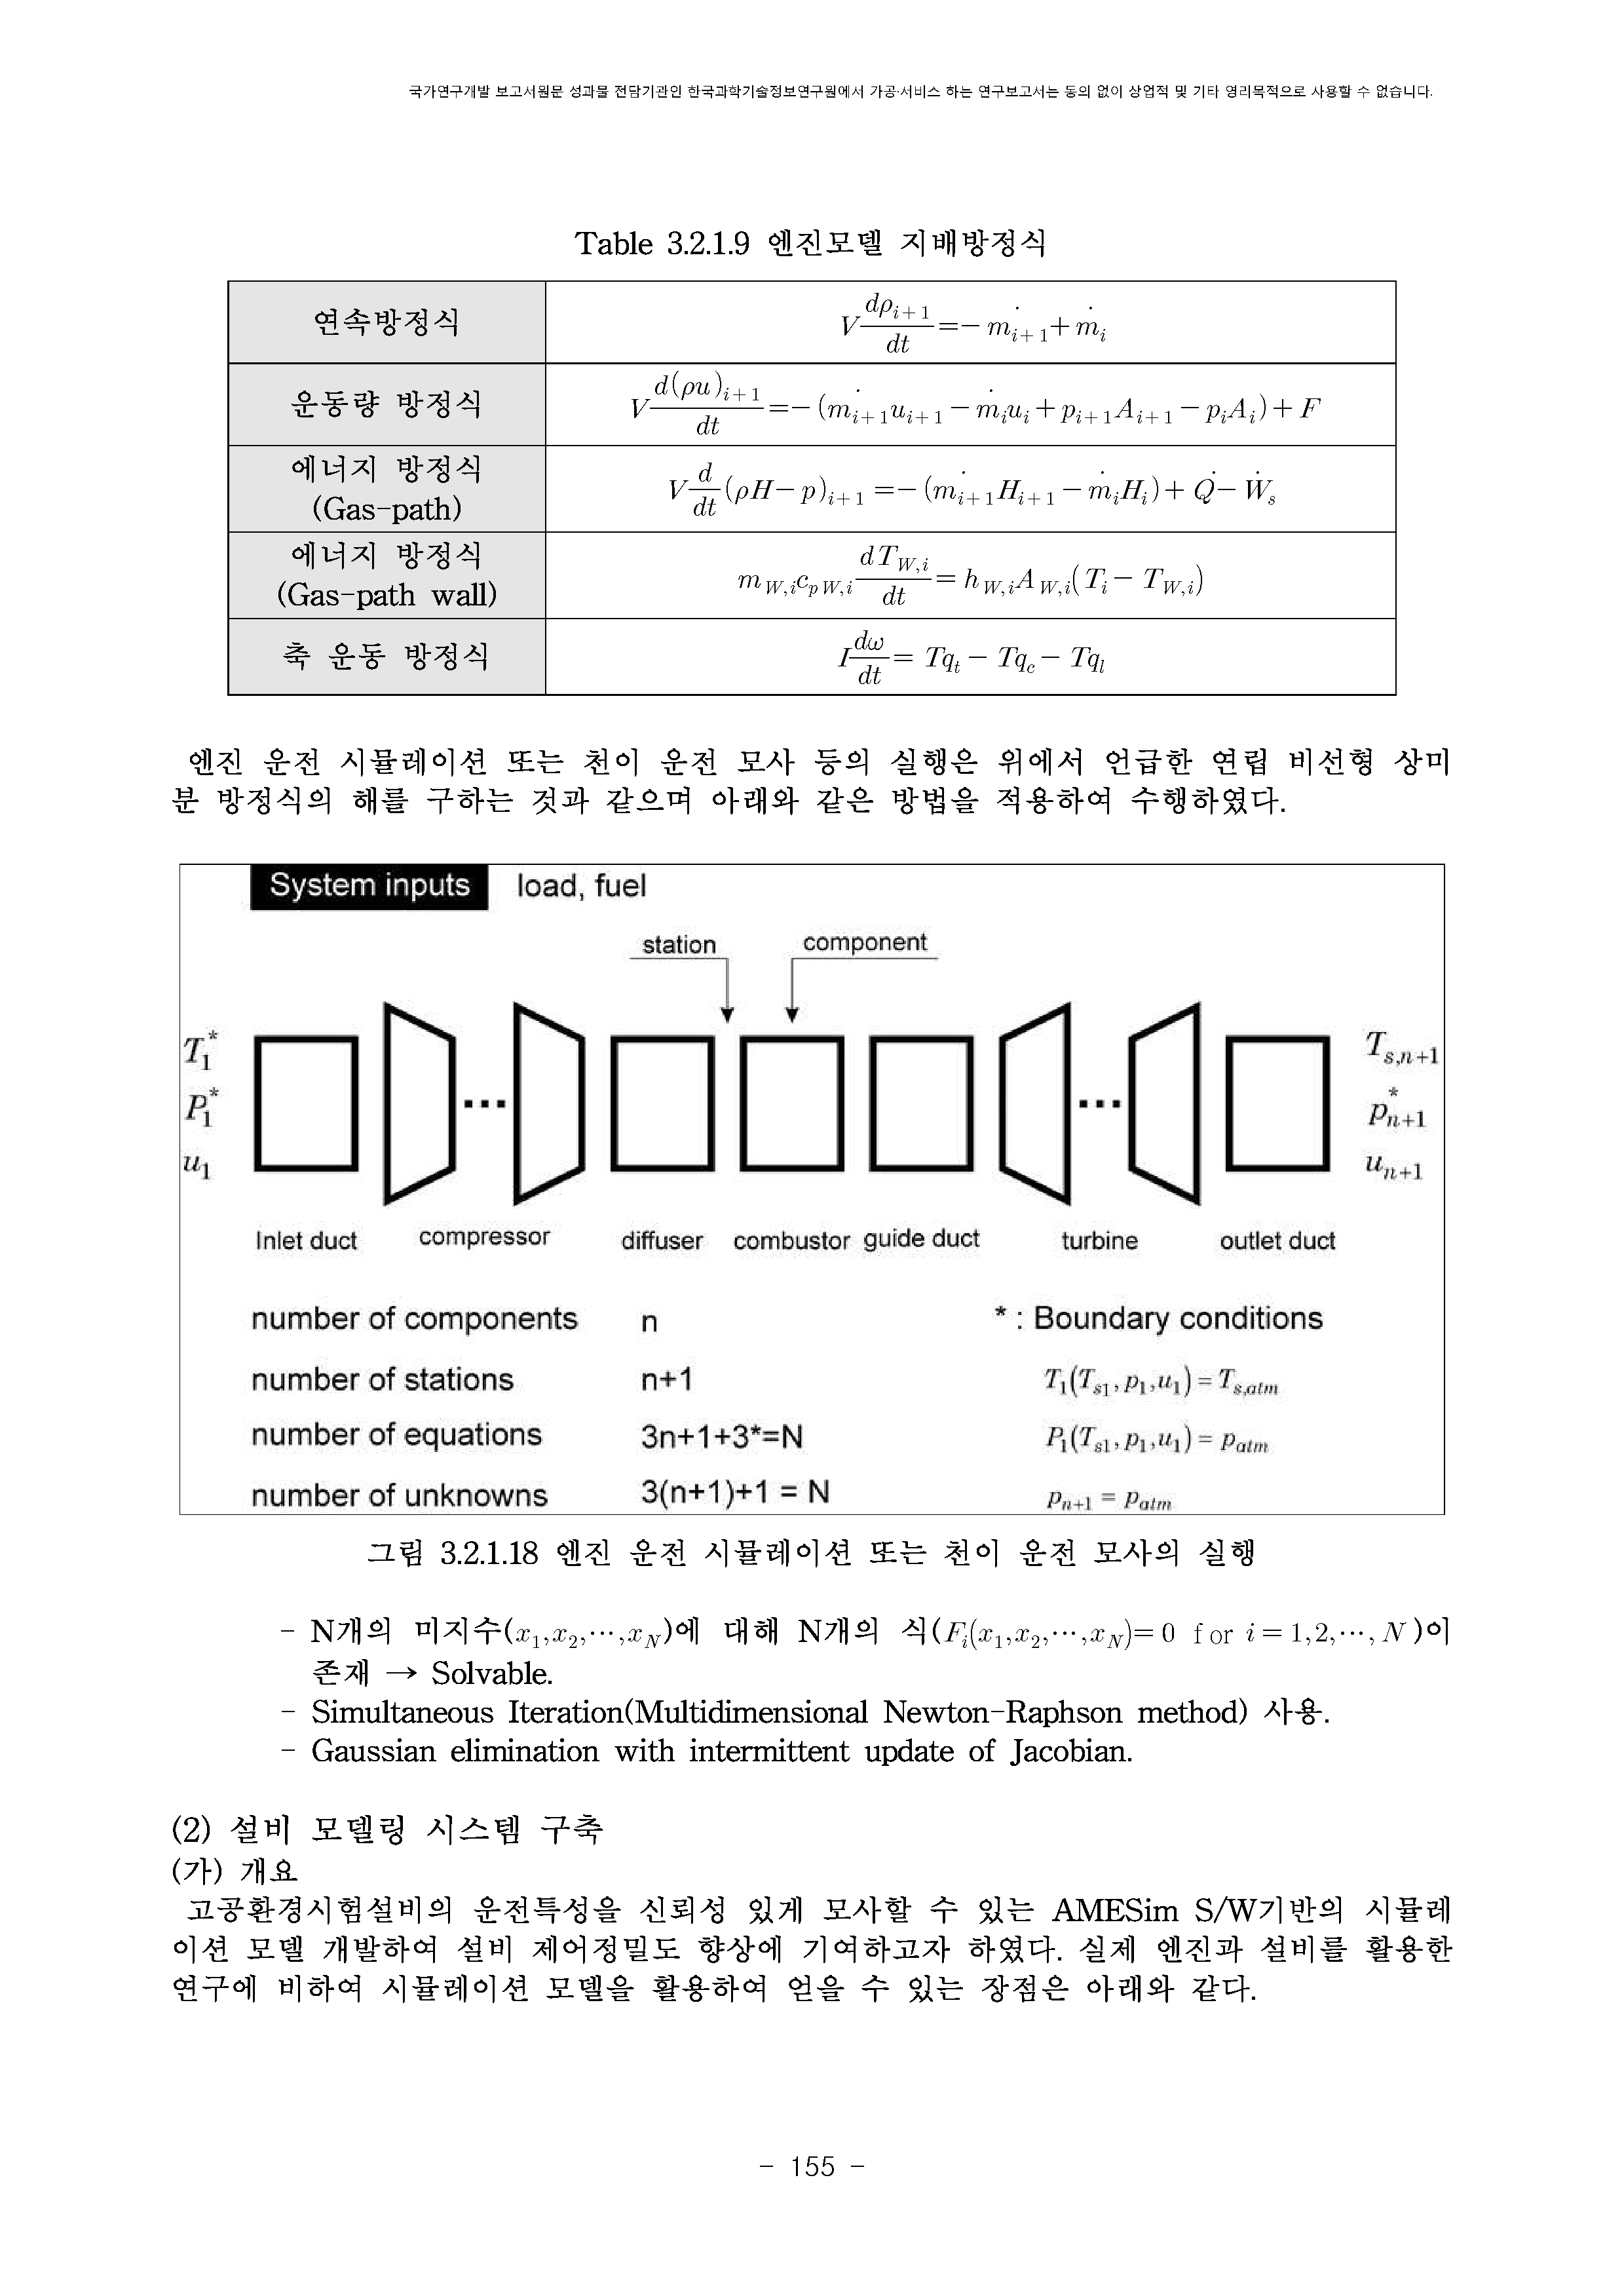 국가연구개발 보고서원문 성과물 전담기관인 한국과학기술정보연구원에서 가공·서비스 하는 연구보고서는 동의 없이 상업적 및 기타 영리목적으로 사용할 수 없습니다.
Table 3.2.1.9 엔진모델 지배방정식
연속방정식 V dρ_{i+1}/dt = − ṁ_{i+1} + ṁ_i
운동량 방정식 V d(ρu)_{i+1}/dt = − (ṁ_{i+1}u_{i+1} − ṁ_i u_i + p_{i+1}A_{i+1} − p_i A_i) + F
에너지 방정식
(Gas-path) V d/dt (ρH − p)_{i+1} = − (ṁ_{i+1}H_{i+1} − ṁ_i H_i) + Q̇ − Ẇ_s
에너지 방정식
(Gas-path wall) m_{W,i}c_{pW,i} dT_{W,i}/dt = h_{W,i}A_{W,i}(T_i − T_{W,i})
축 운동 방정식 I dω/dt = Tq_t − Tq_c − Tq_l
엔진 운전 시뮬레이션 또는 천이 운전 모사 등의 실행은 위에서 언급한 연립 비선형 상미
분 방정식의 해를 구하는 것과 같으며 아래와 같은 방법을 적용하여 수행하였다.
System inputs load, fuel
station component
T_1^* T_{s,n+1}
P_1^* p_{n+1}^*
u_1 u_{n+1}
Inlet duct compressor diffuser combustor guide duct turbine outlet duct
number of components n * : Boundary conditions
number of stations n+1 T_1(T_{s1}, p_1, u_1) = T_{s,atm}
number of equations 3n+1+3*=N P_1(T_{s1}, p_1, u_1) = p_{atm}
number of unknowns 3(n+1)+1 = N p_{n+1} = p_{atm}
그림 3.2.1.18 엔진 운전 시뮬레이션 또는 천이 운전 모사의 실행
- N개의 미지수(x_1,x_2,⋯,x_N)에 대해 N개의 식(F_i(x_1,x_2,⋯,x_N)=0 for i=1,2,⋯,N)이
존재 → Solvable.
- Simultaneous Iteration(Multidimensional Newton-Raphson method) 사용.
- Gaussian elimination with intermittent update of Jacobian.
(2) 설비 모델링 시스템 구축
(가) 개요
고공환경시험설비의 운전특성을 신뢰성 있게 모사할 수 있는 AMESim S/W기반의 시뮬레
이션 모델 개발하여 설비 제어정밀도 향상에 기여하고자 하였다. 실제 엔진과 설비를 활용한
연구에 비하여 시뮬레이션 모델을 활용하여 얻을 수 있는 장점은 아래와 같다.
- 155 -